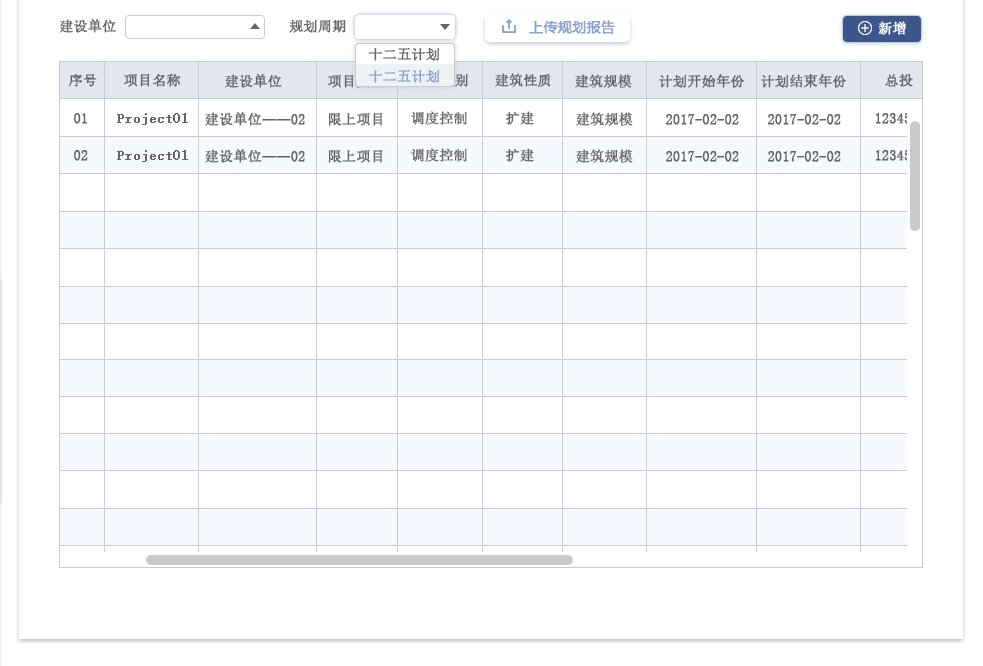 建设单位 规划周期 上传规划报告 新增
十二五计划
十二五计划
序号 项目名称 建设单位 项目 别 建筑性质 建筑规模 计划开始年份 计划结束年份 总投
01 Project01 建设单位——02 限上项目 调度控制 扩建 建筑规模 2017-02-02 2017-02-02 12345
02 Project01 建设单位——02 限上项目 调度控制 扩建 建筑规模 2017-02-02 2017-02-02 12345